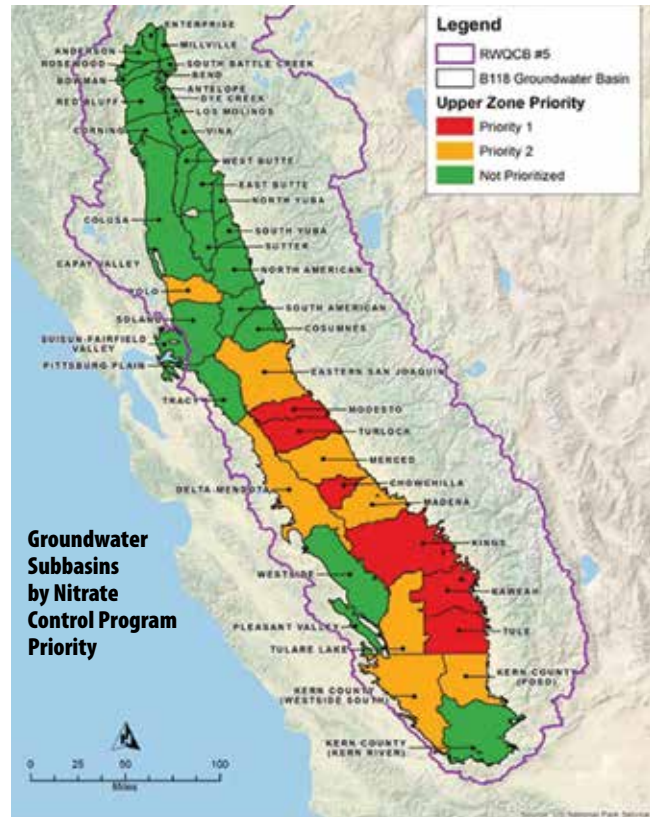 Legend
RWQCB #5
B118 Groundwater Basin
Upper Zone Priority
Priority 1
Priority 2
Not Prioritized
ENTERPRISE
MILLVILLE
ANDERSON
ROSEWOOD
SOUTH BATTLE CREEK
BEND
BOWMAN
ANTELOPE
DYE CREEK
RED BLUFF
LOS MOLINOS
CORNING
VINA
WEST BUTTE
EAST BUTTE
NORTH YUBA
COLUSA
SOUTH YUBA
SUTTER
CAPAY VALLEY
NORTH AMERICAN
YOLO
SOUTH AMERICAN
SOLANO
COSUMNES
SUISUN-FAIRFIELD
VALLEY
PITTSBURG PLAIN
EASTERN SAN JOAQUIN
TRACY
MODESTO
TURLOCK
MERCED
CHOWCHILLA
DELTA-MENDOTA
MADERA
KINGS
WESTSIDE
KAWEAH
PLEASANT VALLEY
TULE
TULARE LAKE
KERN COUNTY
(POSO)
KERN COUNTY
(WESTSIDE SOUTH)
KERN COUNTY
(KERN RIVER)
Groundwater
Subbasins
by Nitrate
Control Program
Priority
0 25 50 100
Miles
Source: US National Park Service